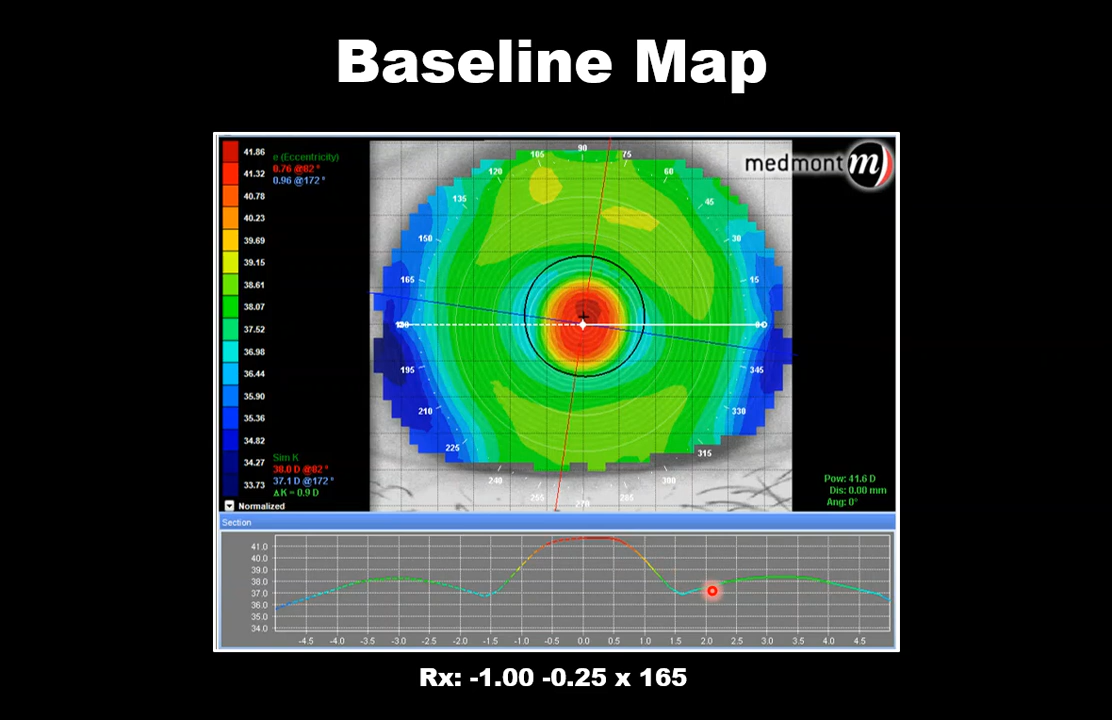 Baseline Map
medmont m
41.86
41.32
40.78
40.23
39.69
39.15
38.61
38.07
37.52
36.98
36.44
35.90
35.36
34.82
34.27
33.73
e (Eccentricity)
0.76 @82 °
0.96 @172 °
90
105
75
120
60
135
45
150
30
165
15
195
345
210
330
225
315
240
300
255
285
270
Sim K
38.0 D @82 °
37.1 D @172 °
ΔK = 0.9 D
Normalized
Pow: 41.6 D
Dis: 0.00 mm
Ang: 0°
Section
41.0
40.0
39.0
38.0
37.0
36.0
35.0
34.0
-4.5 -4.0 -3.5 -3.0 -2.5 -2.0 -1.5 -1.0 -0.5 0.0 0.5 1.0 1.5 2.0 2.5 3.0 3.5 4.0 4.5
Rx: -1.00 -0.25 x 165